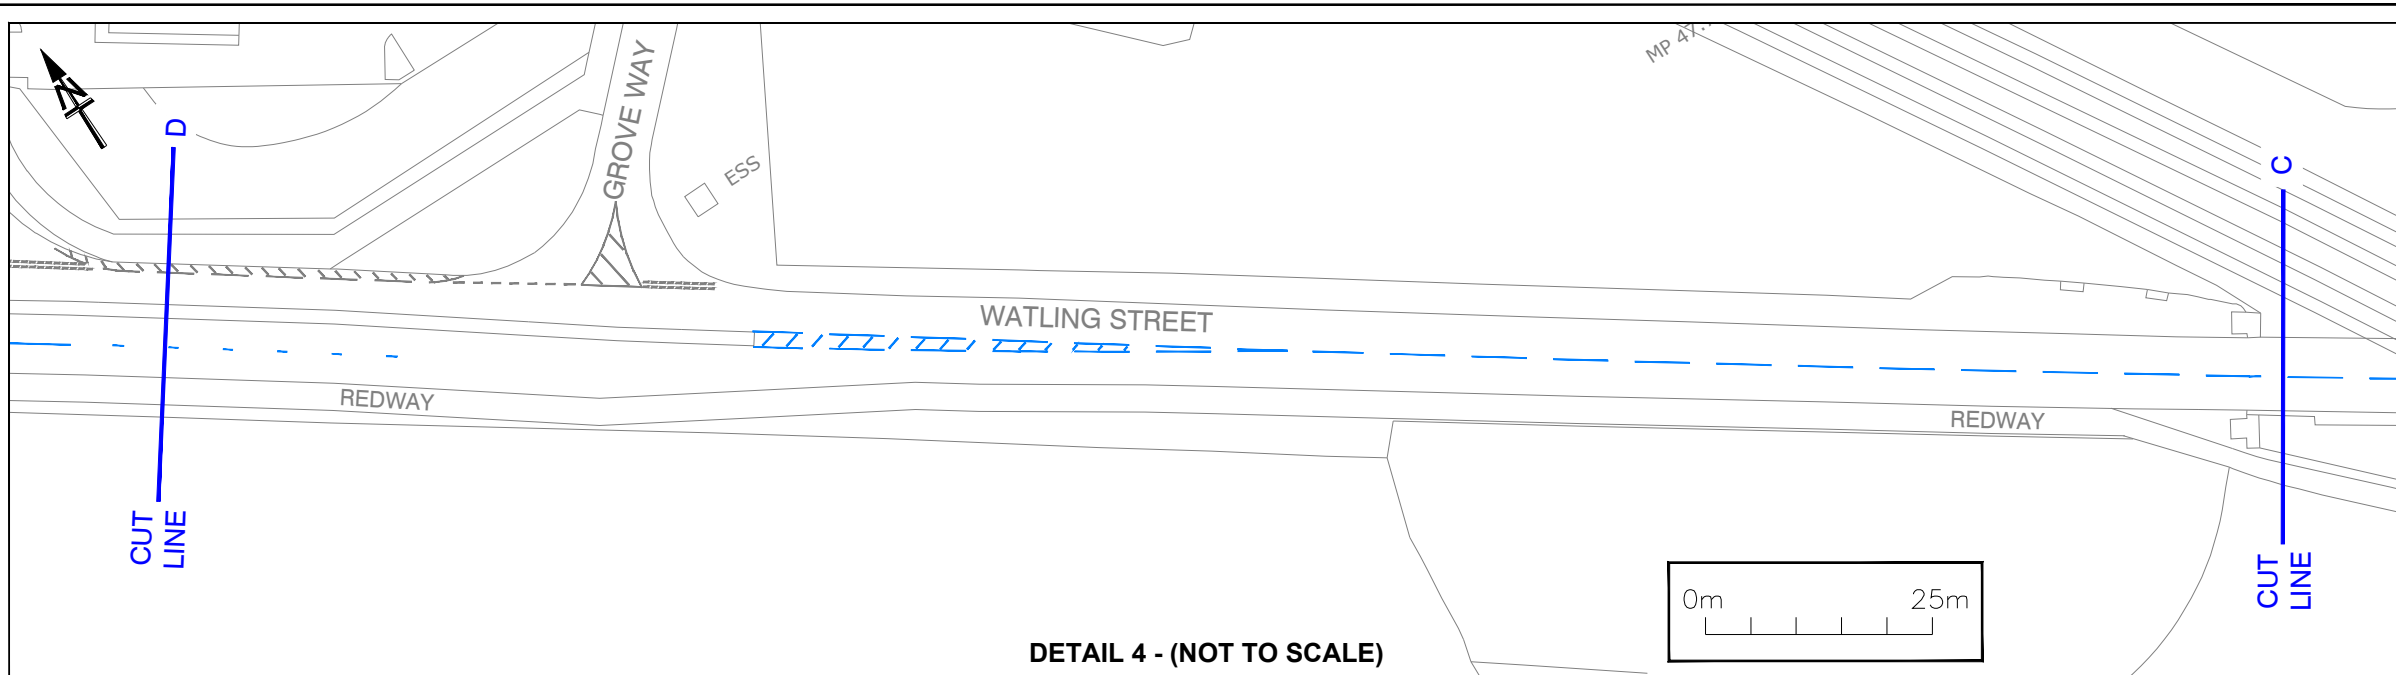 MP 47.
N
D
GROVE WAY
ESS
C
WATLING STREET
REDWAY
REDWAY
CUT
LINE
CUT
LINE
0m 25m
DETAIL 4 - (NOT TO SCALE)